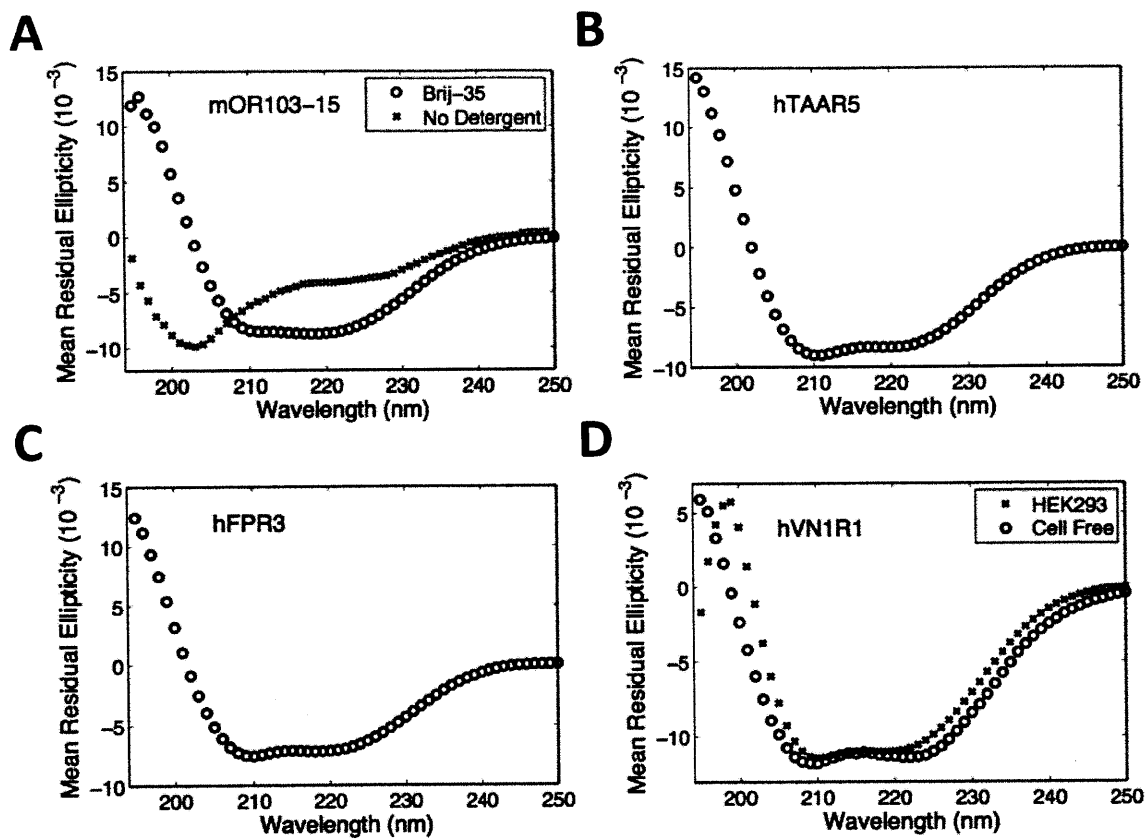 A
Mean Residual Ellipticity (10⁻³)
15
10
5
0
−5
−10
mOR103−15
Brij−35
No Detergent
200 210 220 230 240 250
Wavelength (nm)
B
Mean Residual Ellipticity (10⁻³)
15
10
5
0
−5
−10
hTAAR5
200 210 220 230 240 250
Wavelength (nm)
C
Mean Residual Ellipticity (10⁻³)
15
10
5
0
−5
−10
hFPR3
200 210 220 230 240 250
Wavelength (nm)
D
Mean Residual Ellipticity (10⁻³)
5
0
−5
−10
hVN1R1
HEK293
Cell Free
200 210 220 230 240 250
Wavelength (nm)